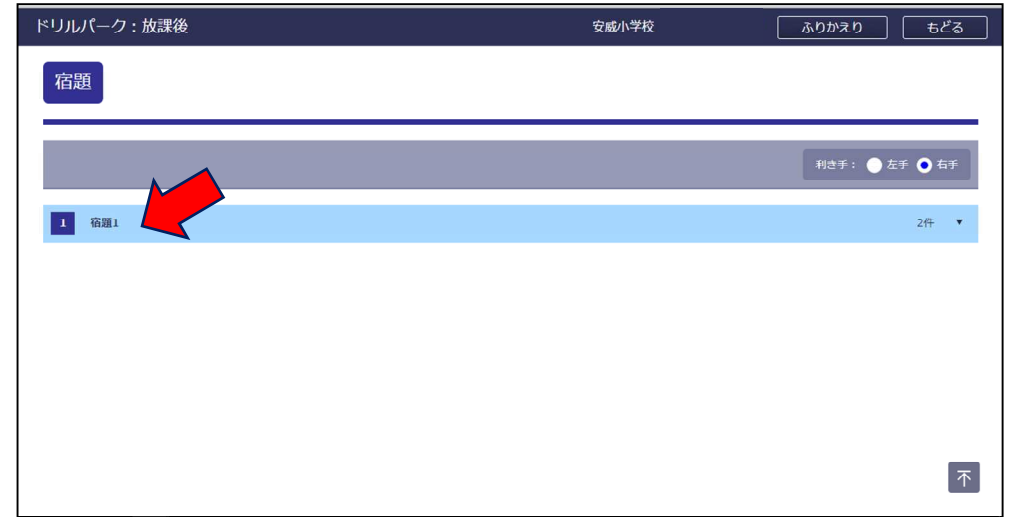 ドリルパーク：放課後 安威小学校 ふりかえり もどる
宿題
利き手： 左手 右手
1 宿題1 2件 ▼